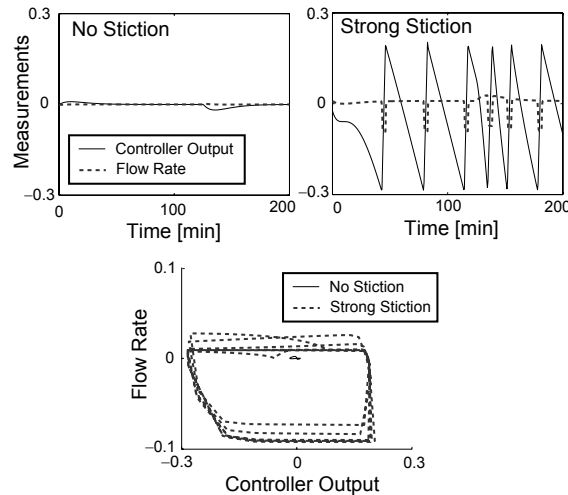 No Stiction
Strong Stiction
Measurements
0.3
0
−0.3
Controller Output
Flow Rate
0
100
200
Time [min]
0.3
0
−0.3
0
100
200
Time [min]
Flow Rate
0.1
0
−0.1
No Stiction
Strong Stiction
−0.3
0
0.3
Controller Output